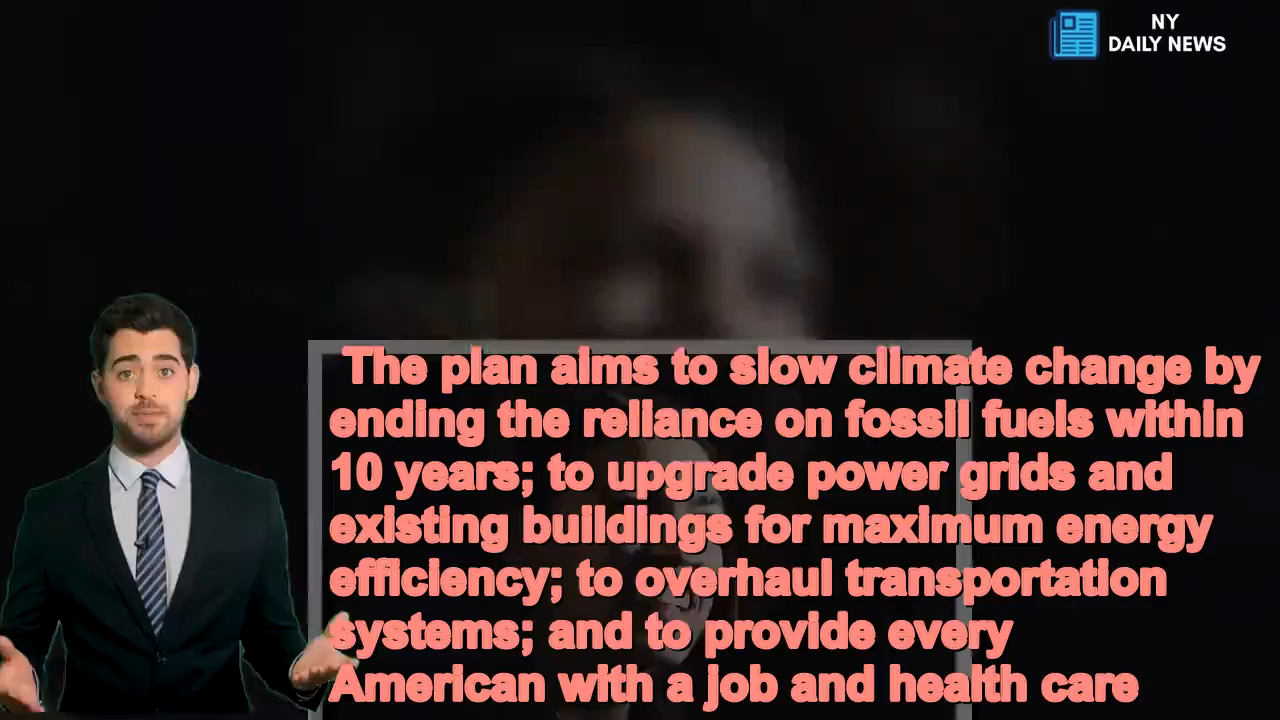 NY
DAILY NEWS
The plan aims to slow climate change by
ending the reliance on fossil fuels within
10 years; to upgrade power grids and
existing buildings for maximum energy
efficiency; to overhaul transportation
systems; and to provide every
American with a job and health care